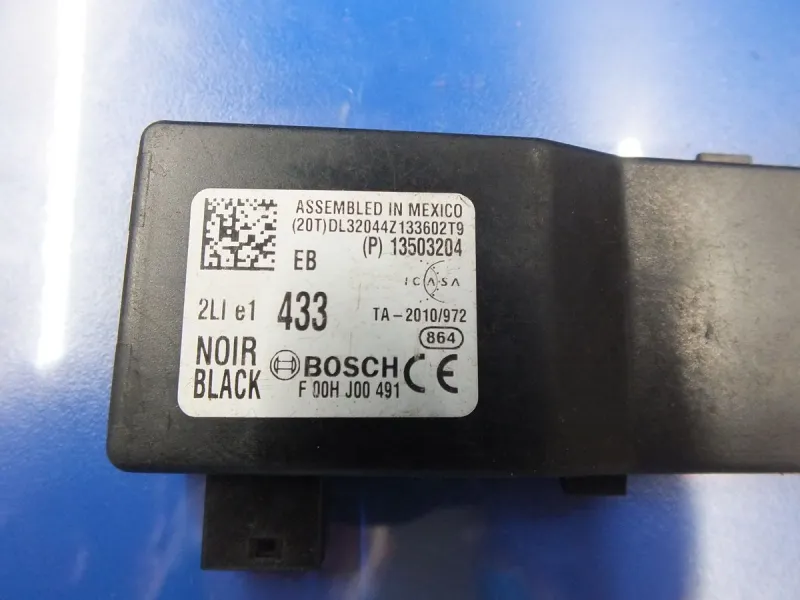 ASSEMBLED IN MEXICO
(20T)DL32044Z133602T9
(P) 13503204
EB
ICASA
2LI e1 433
TA-2010/972
864
NOIR
BLACK
BOSCH CE
F 00H J00 491